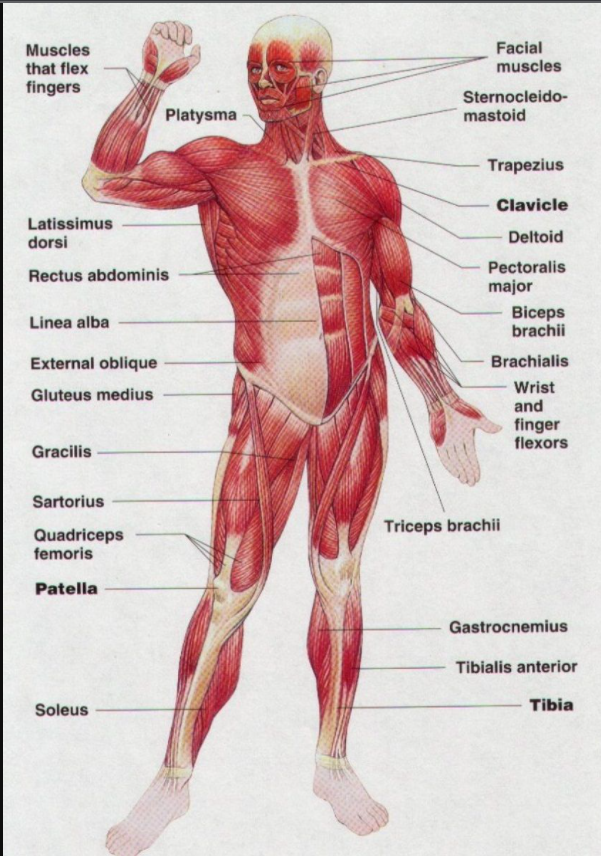 Muscles
that flex
fingers
Platysma
Latissimus
dorsi
Rectus abdominis
Linea alba
External oblique
Gluteus medius
Gracilis
Sartorius
Quadriceps
femoris
Patella
Soleus
Facial
muscles
Sternocleido-
mastoid
Trapezius
Clavicle
Deltoid
Pectoralis
major
Biceps
brachii
Brachialis
Wrist
and
finger
flexors
Triceps brachii
Gastrocnemius
Tibialis anterior
Tibia